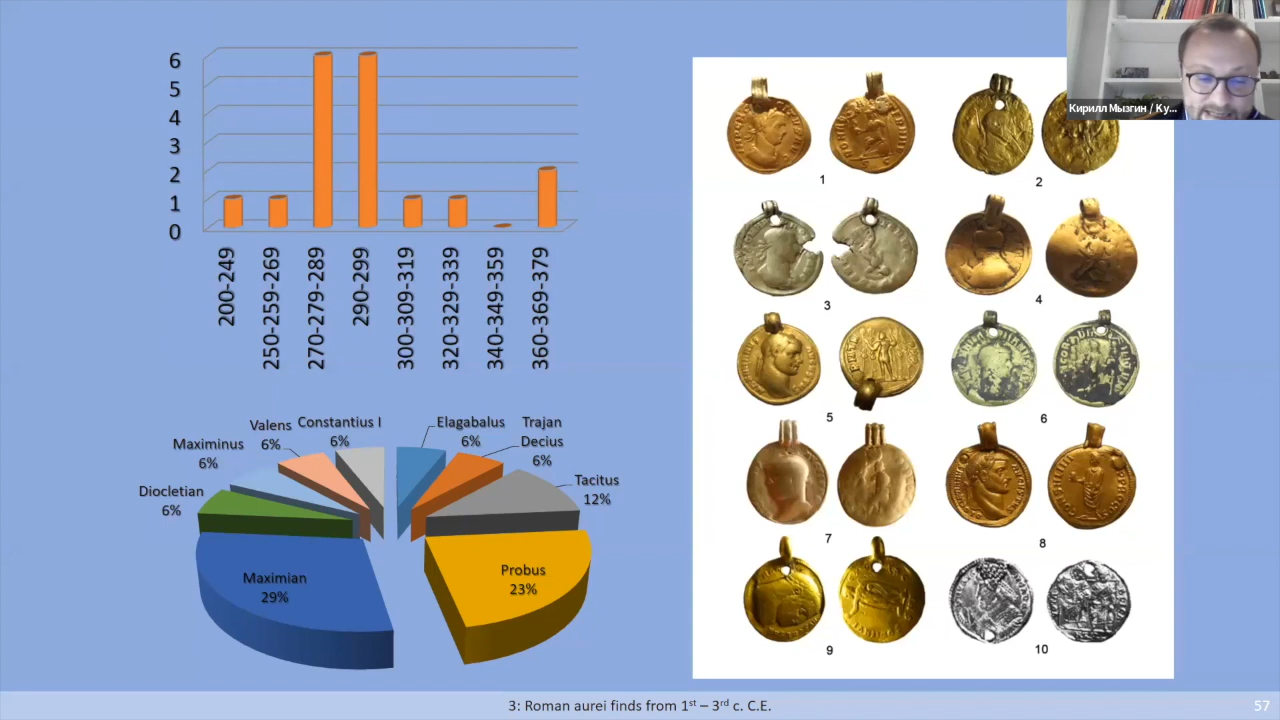 Кирилл Мызгин / Ку...
6
5
4
3
2
1
0
200-249
250-259-269
270-279-289
290-299
300-309-319
320-329-339
340-349-359
360-369-379
Constantius I
6%
Elagabalus
6%
Trajan
Decius
6%
Valens
6%
Maximinus
6%
Tacitus
12%
Diocletian
6%
Probus
23%
Maximian
29%
1
2
3
4
5
6
7
8
9
10
3: Roman aurei finds from 1st – 3rd c. C.E.
57